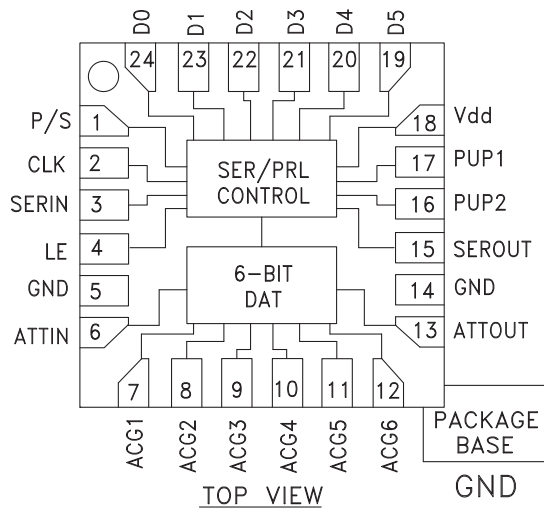 D0 D1 D2 D3 D4 D5
24 23 22 21 20 19
P/S 1 18 Vdd
CLK 2 17 PUP1
SER/PRL
CONTROL
SERIN 3 16 PUP2
LE 4 15 SEROUT
6-BIT
DAT
GND 5 14 GND
ATTIN 6 13 ATTOUT
7 8 9 10 11 12
ACG1 ACG2 ACG3 ACG4 ACG5 ACG6
PACKAGE
BASE
GND
TOP VIEW